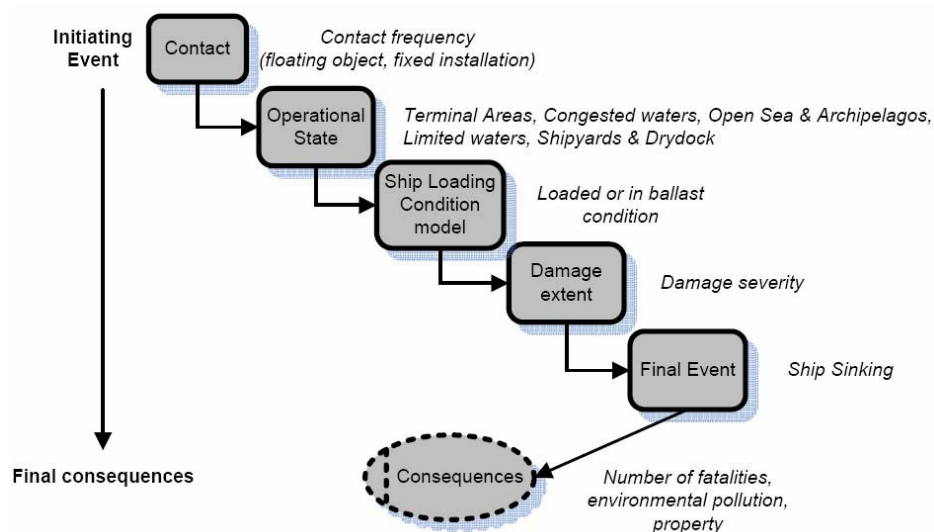 Initiating
Event
Contact
Contact frequency
(floating object, fixed installation)
Operational
State
Terminal Areas, Congested waters, Open Sea & Archipelagos,
Limited waters, Shipyards & Drydock
Ship Loading
Condition
model
Loaded or in ballast
condition
Damage
extent
Damage severity
Final Event
Ship Sinking
Final consequences
Consequences
Number of fatalities,
environmental pollution,
property